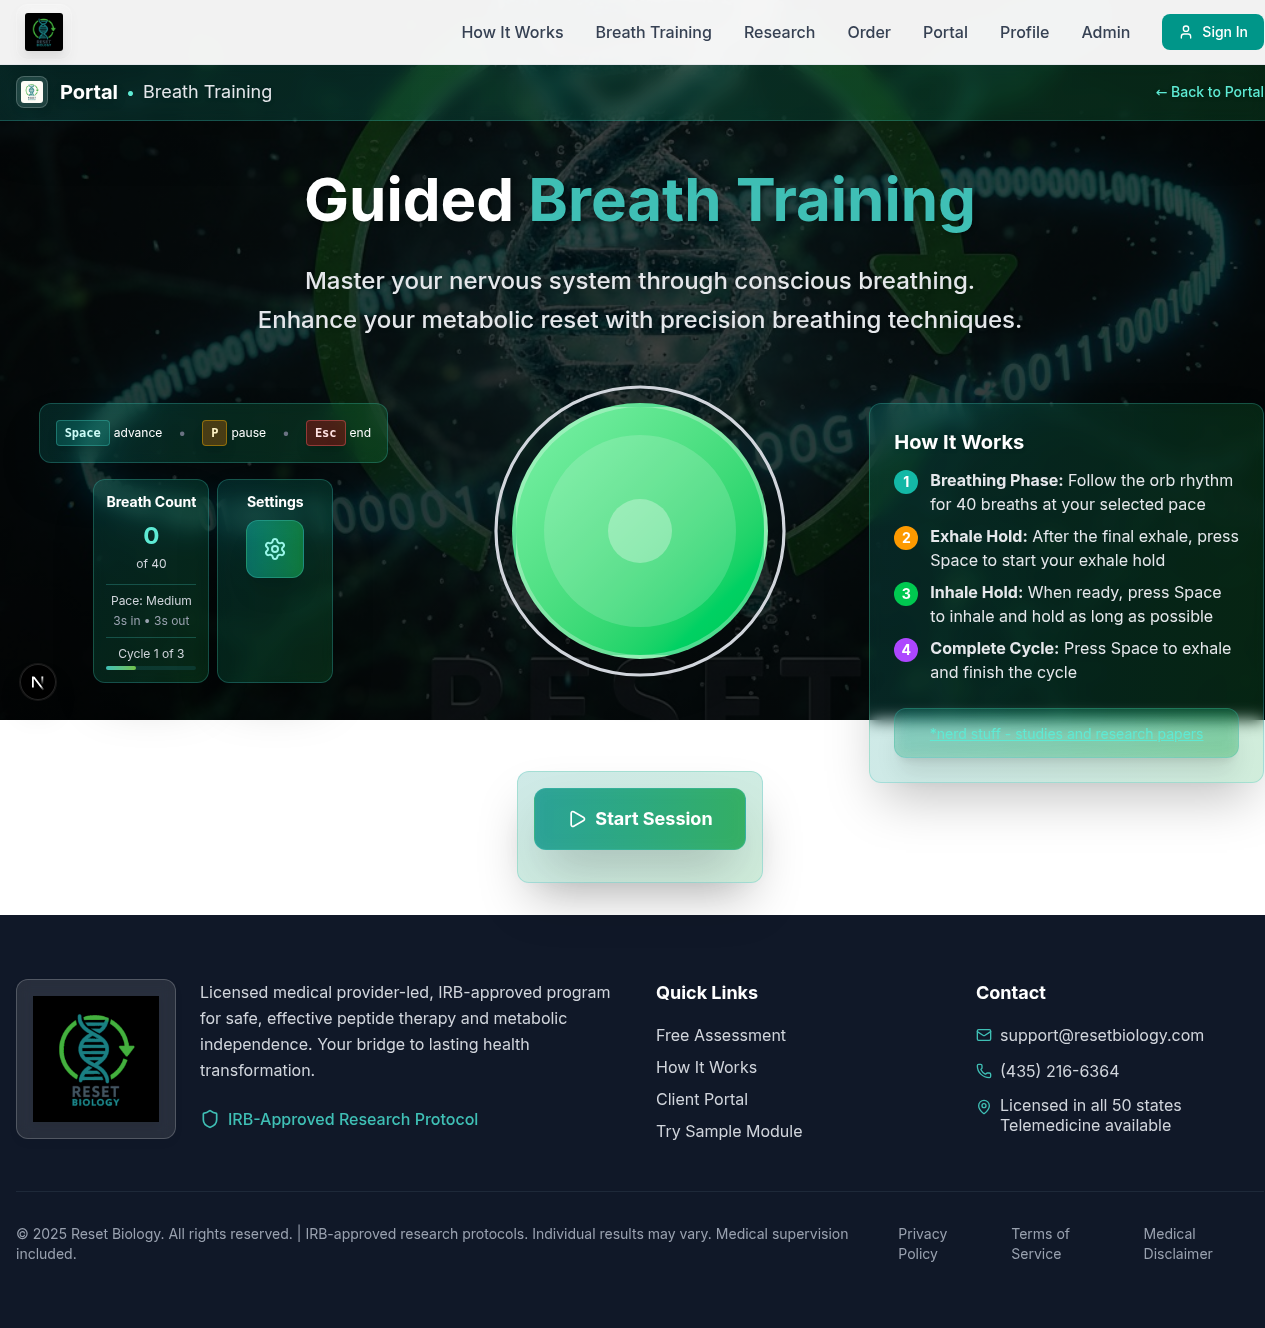 How It Works
Breath Training
Research
Order
Portal
Profile
Admin
Sign In
Portal • Breath Training
← Back to Portal
Guided Breath Training
Master your nervous system through conscious breathing.
Enhance your metabolic reset with precision breathing techniques.
Space advance • P pause • Esc end
Breath Count
0
of 40
Pace: Medium
3s in • 3s out
Cycle 1 of 3
Settings
How It Works
1 Breathing Phase: Follow the orb rhythm
for 40 breaths at your selected pace
2 Exhale Hold: After the final exhale, press
Space to start your exhale hold
3 Inhale Hold: When ready, press Space
to inhale and hold as long as possible
4 Complete Cycle: Press Space to exhale
and finish the cycle
*nerd stuff - studies and research papers
RESET
N
Start Session
RESET
BIOLOGY
Licensed medical provider-led, IRB-approved program
for safe, effective peptide therapy and metabolic
independence. Your bridge to lasting health
transformation.
IRB-Approved Research Protocol
Quick Links
Free Assessment
How It Works
Client Portal
Try Sample Module
Contact
support@resetbiology.com
(435) 216-6364
Licensed in all 50 states
Telemedicine available
© 2025 Reset Biology. All rights reserved. | IRB-approved research protocols. Individual results may vary. Medical supervision
included.
Privacy
Policy
Terms of
Service
Medical
Disclaimer